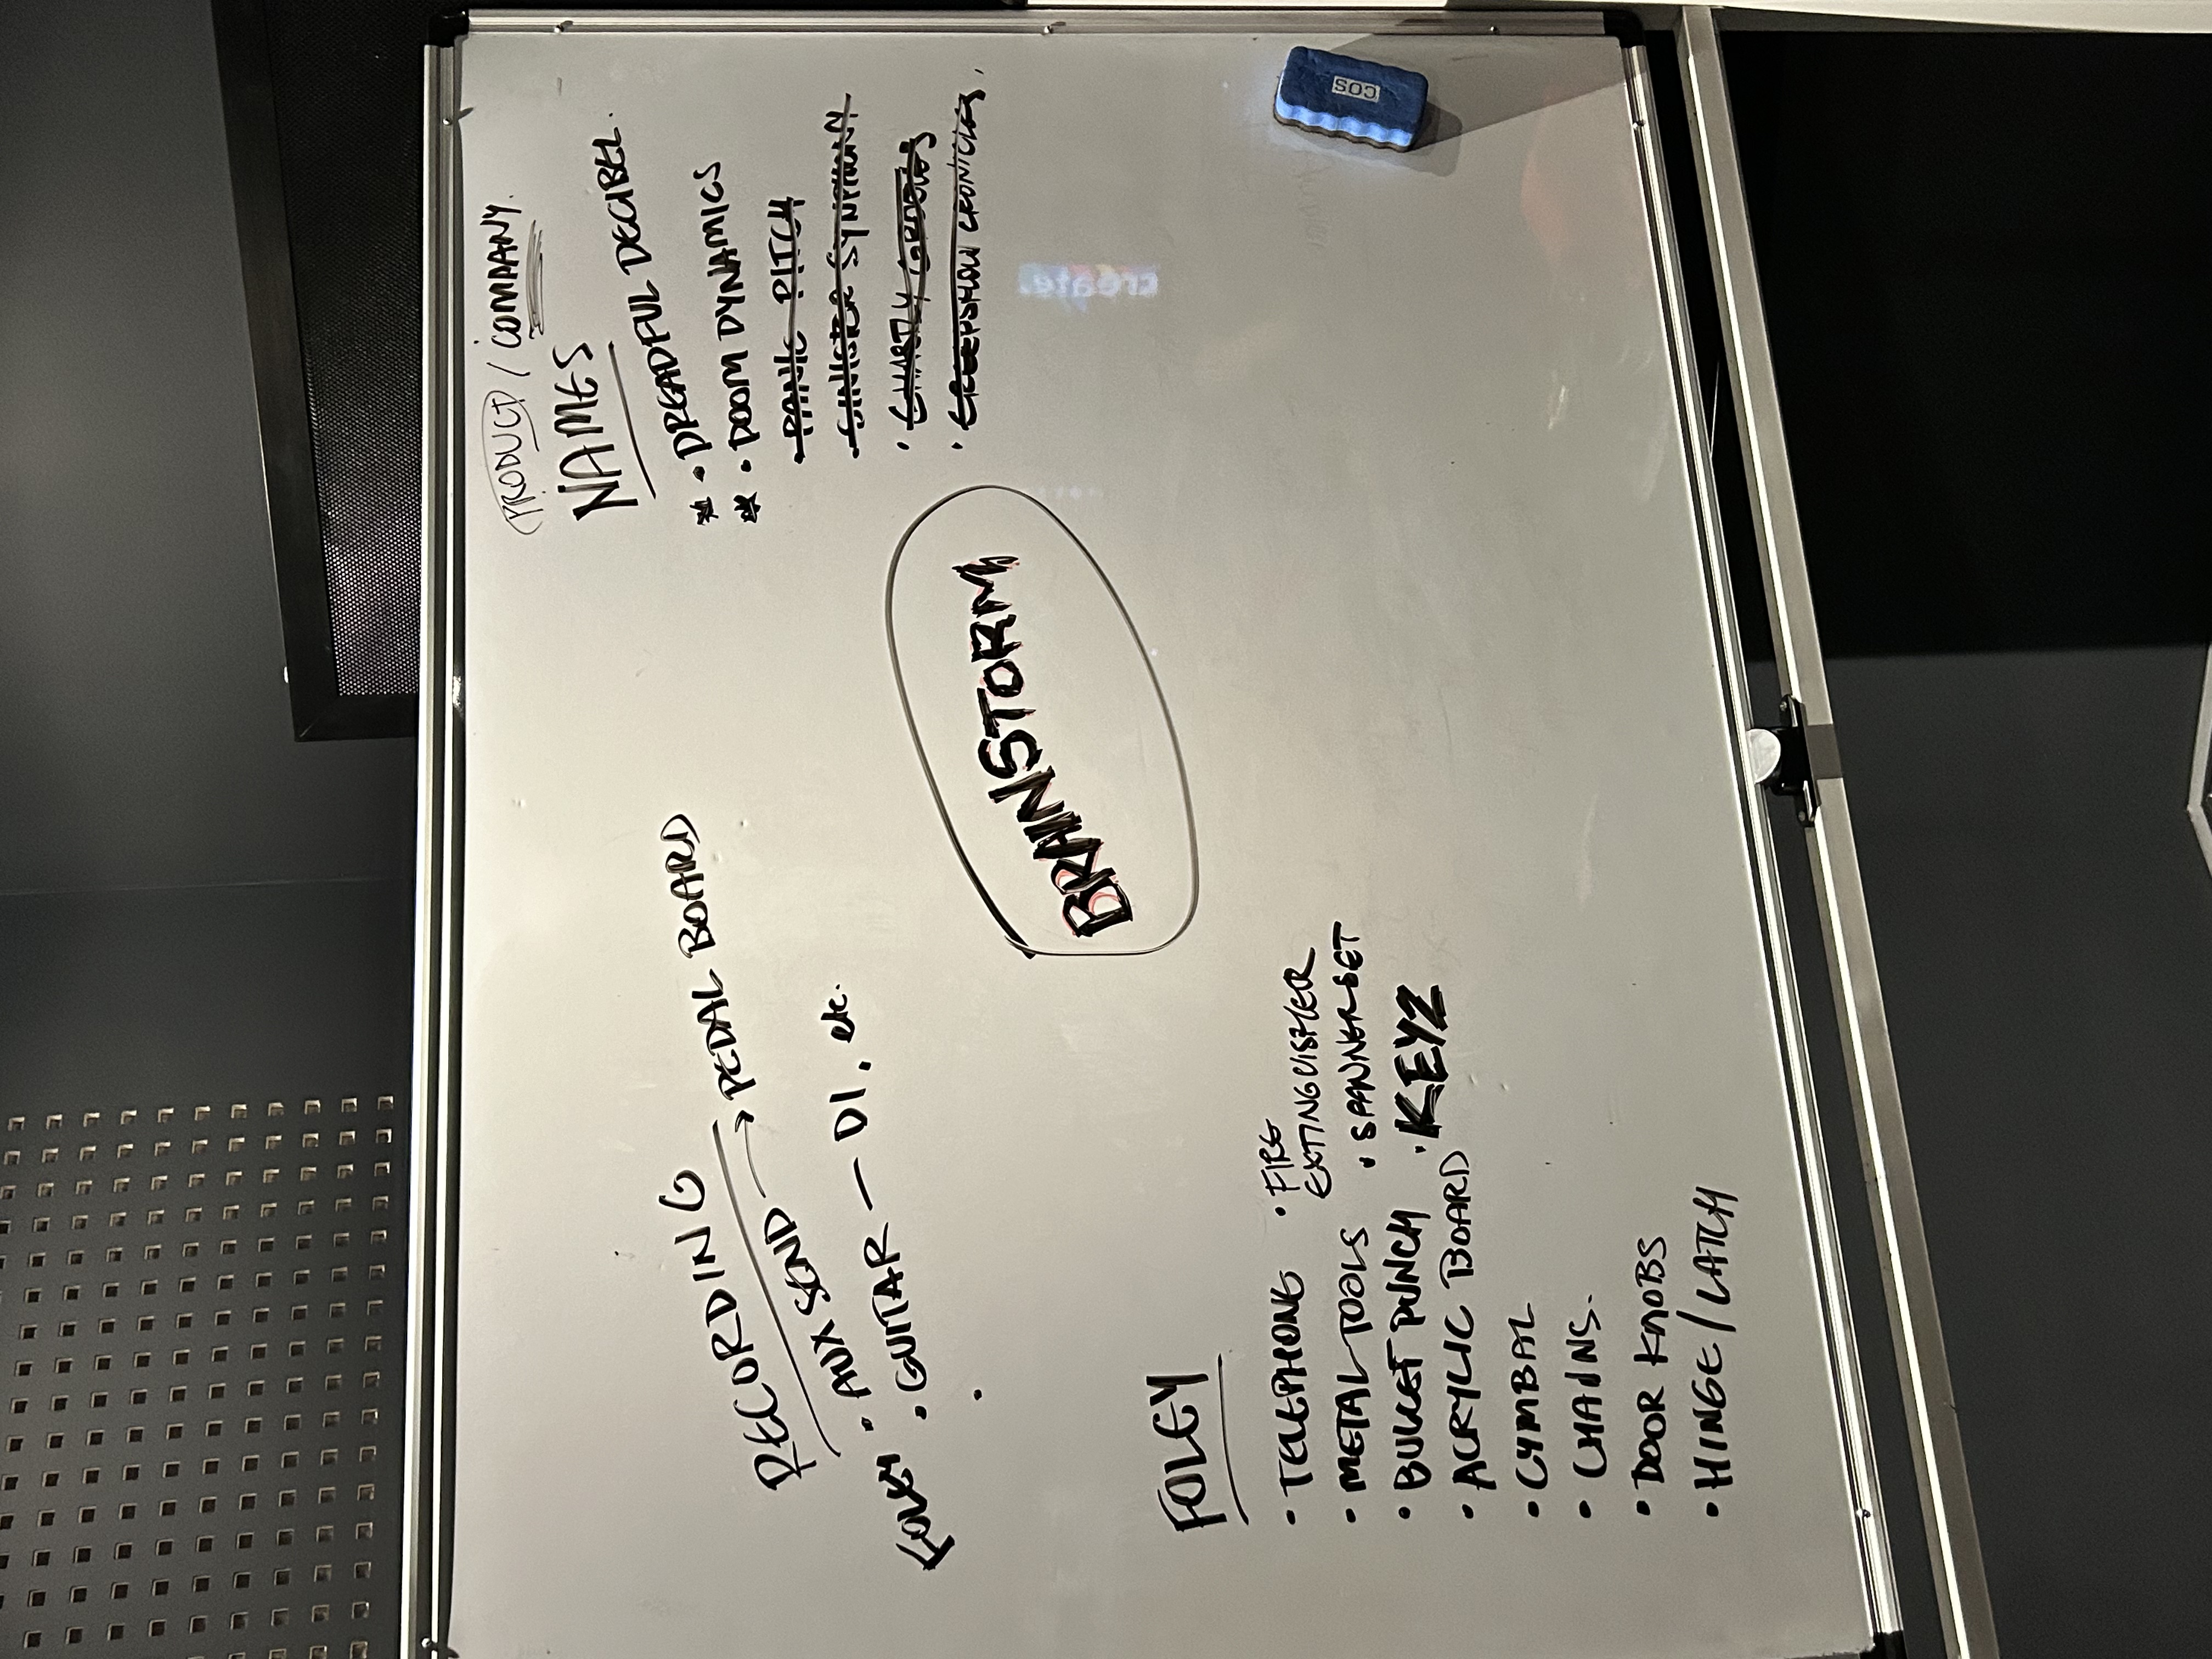 PRODUCT / COMPANY.
NAMES
• DREADFUL DECIBEL.
• DOOM DYNAMICS
• PANIC PITCH
• SINISTER SYMPHONY
• GHASTLY
• CREEPSHOW CRONICLES,
RECORDING
FOLEY • AUX SEND → PEDAL BOARD
• GUITAR — DI, etc.
•
BRAINSTORM
create
FOLEY
• TELEPHONE
• METAL TOOLS
• BULLET PUNCH
• ACRYLIC BOARD
• CYMBAL
• CHAINS.
• DOOR KNOBS
• HINGE / LATCH
• FIRE
EXTINGUISHER
• SPANNER SET
• KEYZ
COS